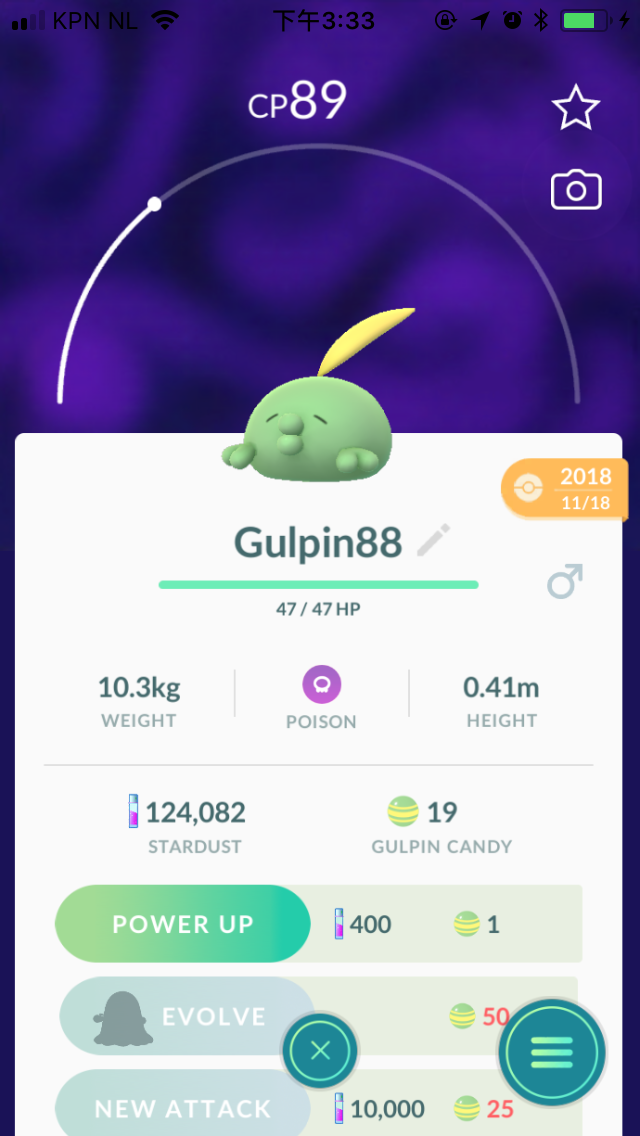 KPN NL 下午3:33
CP89
2018
11/18
Gulpin88
47 / 47 HP
10.3kg
WEIGHT
POISON
0.41m
HEIGHT
124,082
STARDUST
19
GULPIN CANDY
POWER UP 400 1
EVOLVE 50
NEW ATTACK 10,000 25